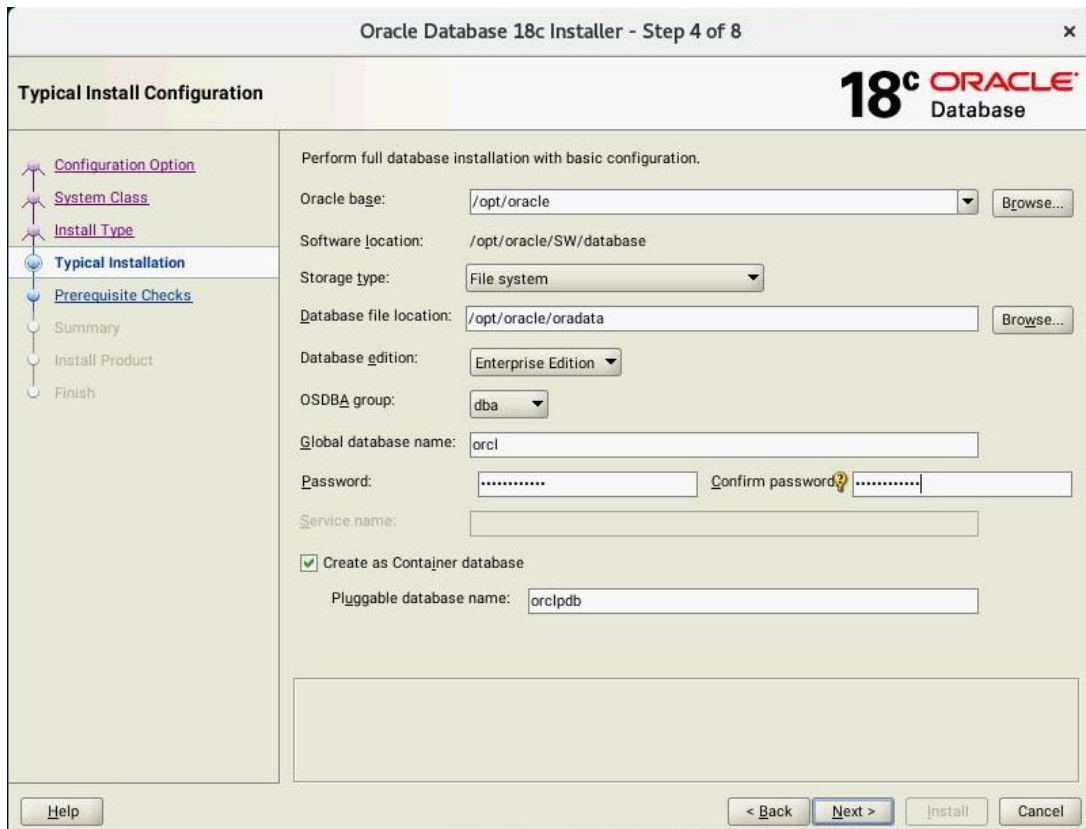 Oracle Database 18c Installer - Step 4 of 8
Typical Install Configuration
18c ORACLE Database
Configuration Option
System Class
Install Type
Typical Installation
Prerequisite Checks
Summary
Install Product
Finish
Perform full database installation with basic configuration.
Oracle base: /opt/oracle Browse...
Software location: /opt/oracle/SW/database
Storage type: File system
Database file location: /opt/oracle/oradata Browse...
Database edition: Enterprise Edition
OSDBA group: dba
Global database name: orcl
Password: •••••••••••• Confirm password: ••••••••••••
Service name:
Create as Container database
Pluggable database name: orclpdb
Help < Back Next > Install Cancel